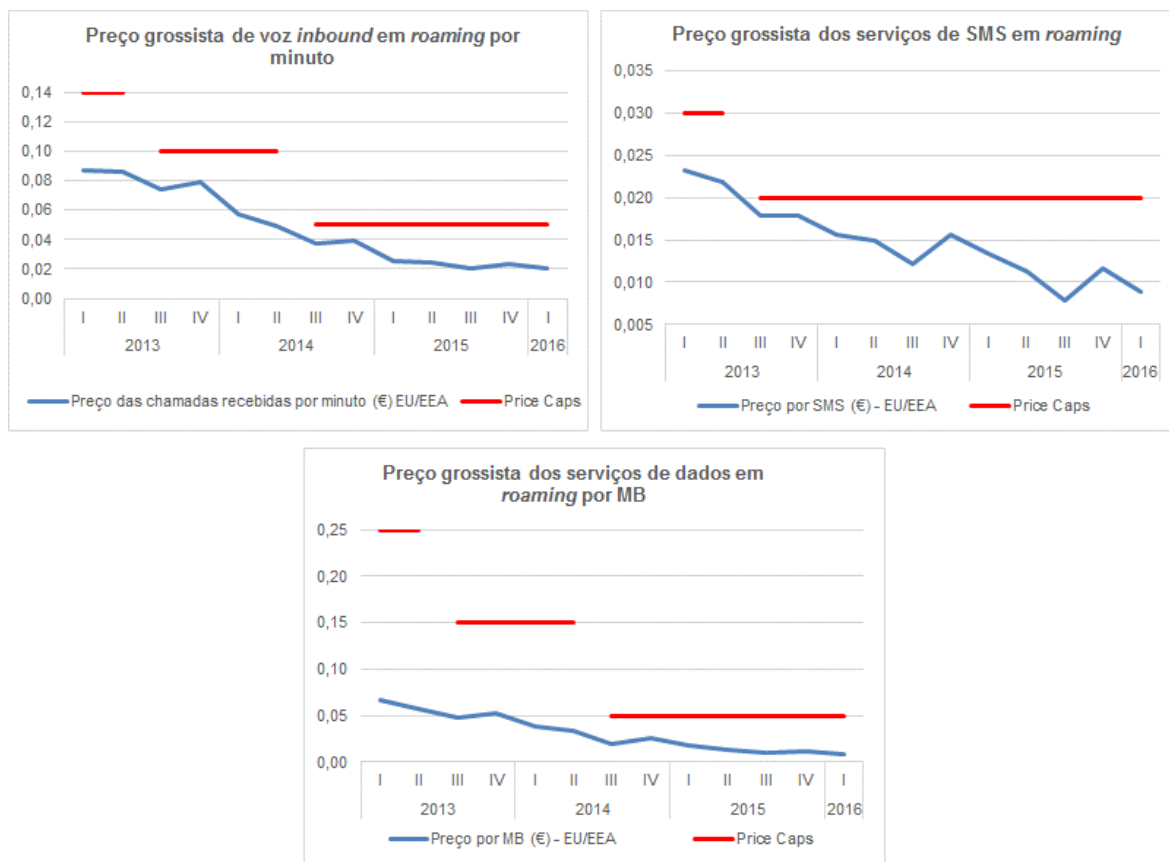 Preço grossista de voz inbound em roaming por
minuto
0,14
0,12
0,10
0,08
0,06
0,04
0,02
0,00
I II III IV I II III IV I II III IV I
2013 2014 2015 2016
Preço das chamadas recebidas por minuto (€) EU/EEA Price Caps
Preço grossista dos serviços de SMS em roaming
0,035
0,030
0,025
0,020
0,015
0,010
0,005
I II III IV I II III IV I II III IV I
2013 2014 2015 2016
Preço por SMS (€) - EU/EEA Price Caps
Preço grossista dos serviços de dados em
roaming por MB
0,25
0,20
0,15
0,10
0,05
0,00
I II III IV I II III IV I II III IV I
2013 2014 2015 2016
Preço por MB (€) - EU/EEA Price Caps